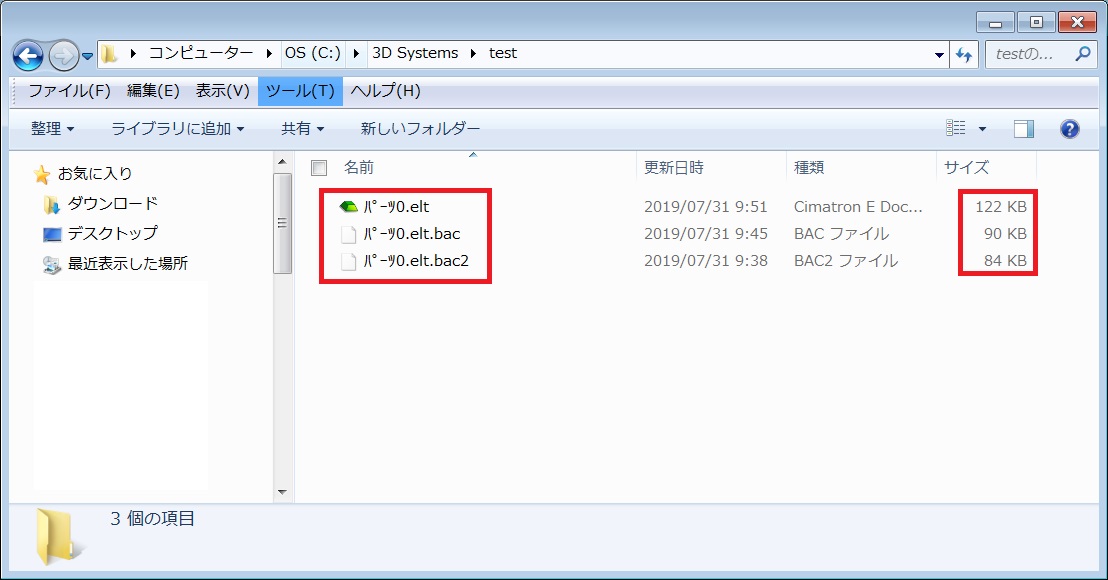 コンピューター ▸ OS (C:) ▸ 3D Systems ▸ test
testの...
ファイル(F) 編集(E) 表示(V) ツール(T) ヘルプ(H)
整理 ライブラリに追加 共有 新しいフォルダー
お気に入り
ダウンロード
デスクトップ
最近表示した場所
名前 更新日時 種類 サイズ
ﾊﾟｰﾂ0.elt 2019/07/31 9:51 Cimatron E Doc... 122 KB
ﾊﾟｰﾂ0.elt.bac 2019/07/31 9:45 BAC ファイル 90 KB
ﾊﾟｰﾂ0.elt.bac2 2019/07/31 9:38 BAC2 ファイル 84 KB
3 個の項目